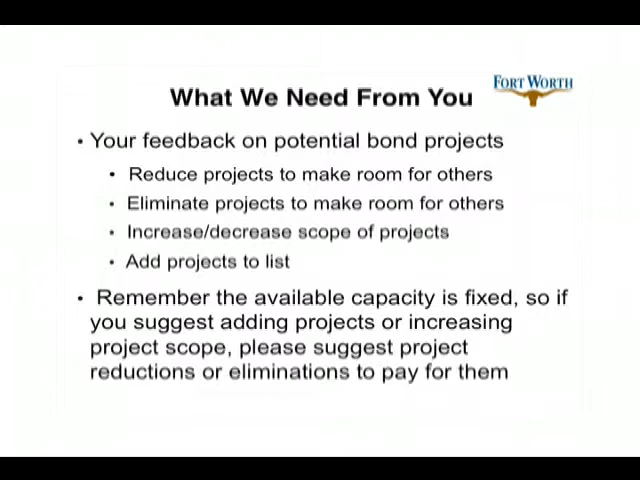 FORT WORTH
What We Need From You
• Your feedback on potential bond projects
• Reduce projects to make room for others
• Eliminate projects to make room for others
• Increase/decrease scope of projects
• Add projects to list
• Remember the available capacity is fixed, so if
you suggest adding projects or increasing
project scope, please suggest project
reductions or eliminations to pay for them